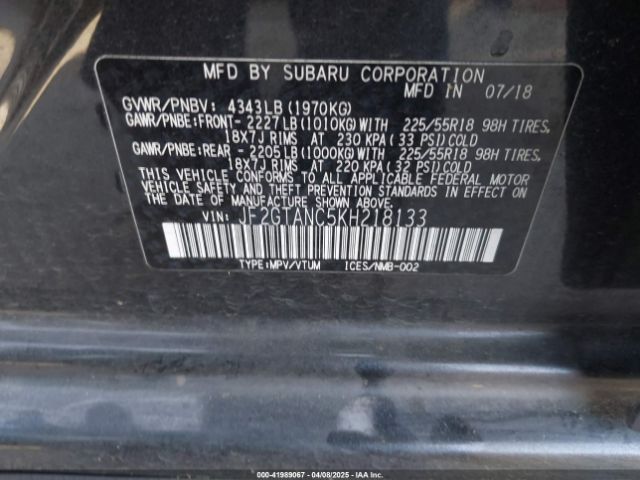 MFD BY SUBARU CORPORATION
MFD IN 07/18
GVWR/PNBV: 4343LB(1970KG)
GAWR/PNBE:FRONT-2227LB(1010KG)WITH 225/55R18 98H TIRES,
18X7J RIMS AT 230 KPA(33 PSI)COLD
GAWR/PNBE:REAR -2205LB(1000KG)WITH 225/55R18 98H TIRES,
18X7J RIMS AT 220 KPA(32 PSI)COLD
THIS VEHICLE CONFORMS TO ALL APPLICABLE FEDERAL MOTOR
VEHICLE SAFETY AND THEFT PREVENTION STANDARDS IN EFFECT ON
THE DATE OF MANUFACTURE SHOWN ABOVE.
VIN: JF2GTANC5KH218133
TYPE:MPV/VTUM ICES/NMB-002
000-41989067 - 04/08/2025 - IAAI.COM